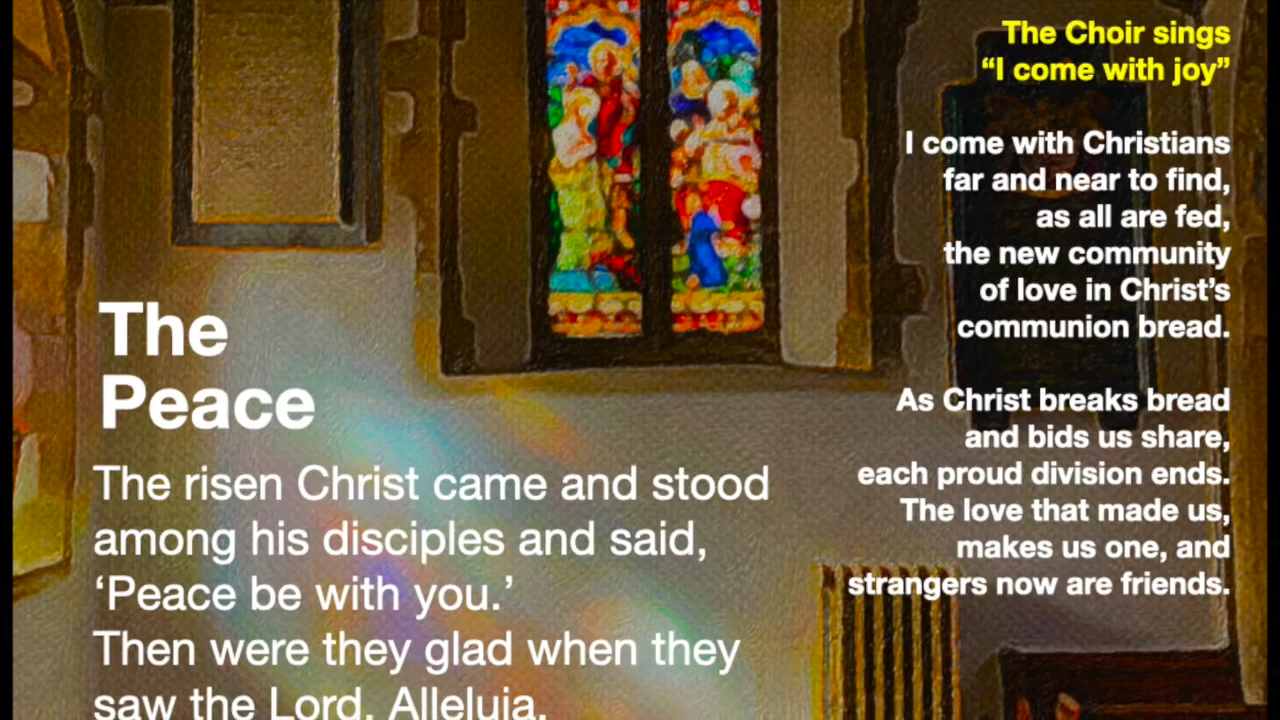 The Choir sings
“I come with joy”
I come with Christians
far and near to find,
as all are fed,
the new community
of love in Christ’s
communion bread.
As Christ breaks bread
and bids us share,
each proud division ends.
The love that made us,
makes us one, and
strangers now are friends.
The
Peace
The risen Christ came and stood
among his disciples and said,
‘Peace be with you.’
Then were they glad when they
saw the Lord. Alleluia.